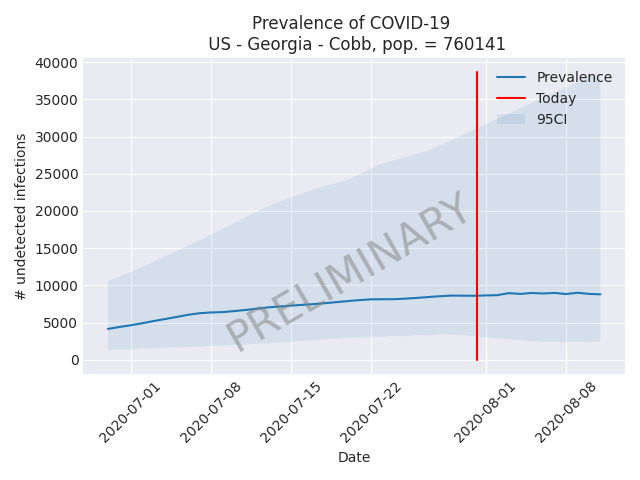 Prevalence of COVID-19
US - Georgia - Cobb, pop. = 760141
40000
35000
30000
25000
20000
15000
10000
5000
0
# undetected infections
Prevalence
Today
95CI
PRELIMINARY
2020-07-01
2020-07-08
2020-07-15
2020-07-22
2020-08-01
2020-08-08
Date